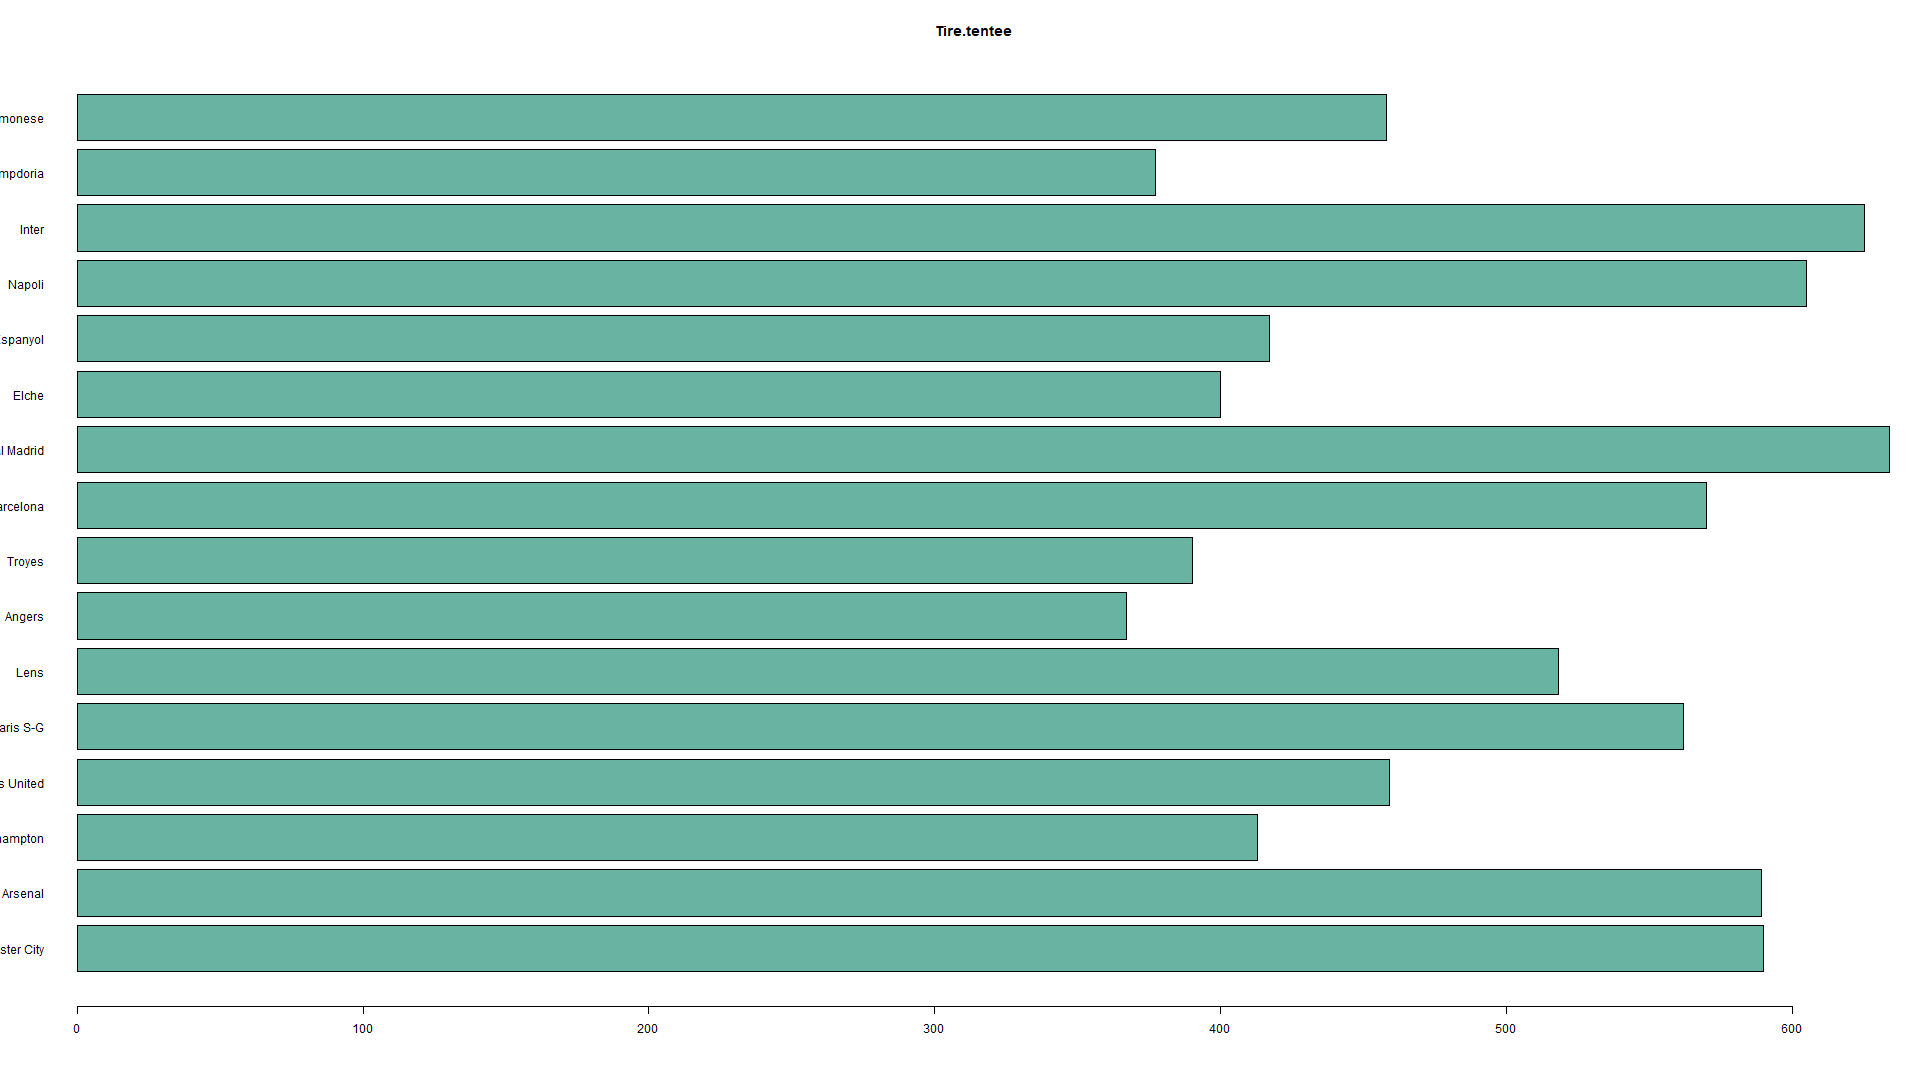 Tire.tentee
monese
mpdoria
Inter
Napoli
spanyol
Elche
l Madrid
arcelona
Troyes
Angers
Lens
aris S-G
s United
ampton
Arsenal
ster City
0 100 200 300 400 500 600